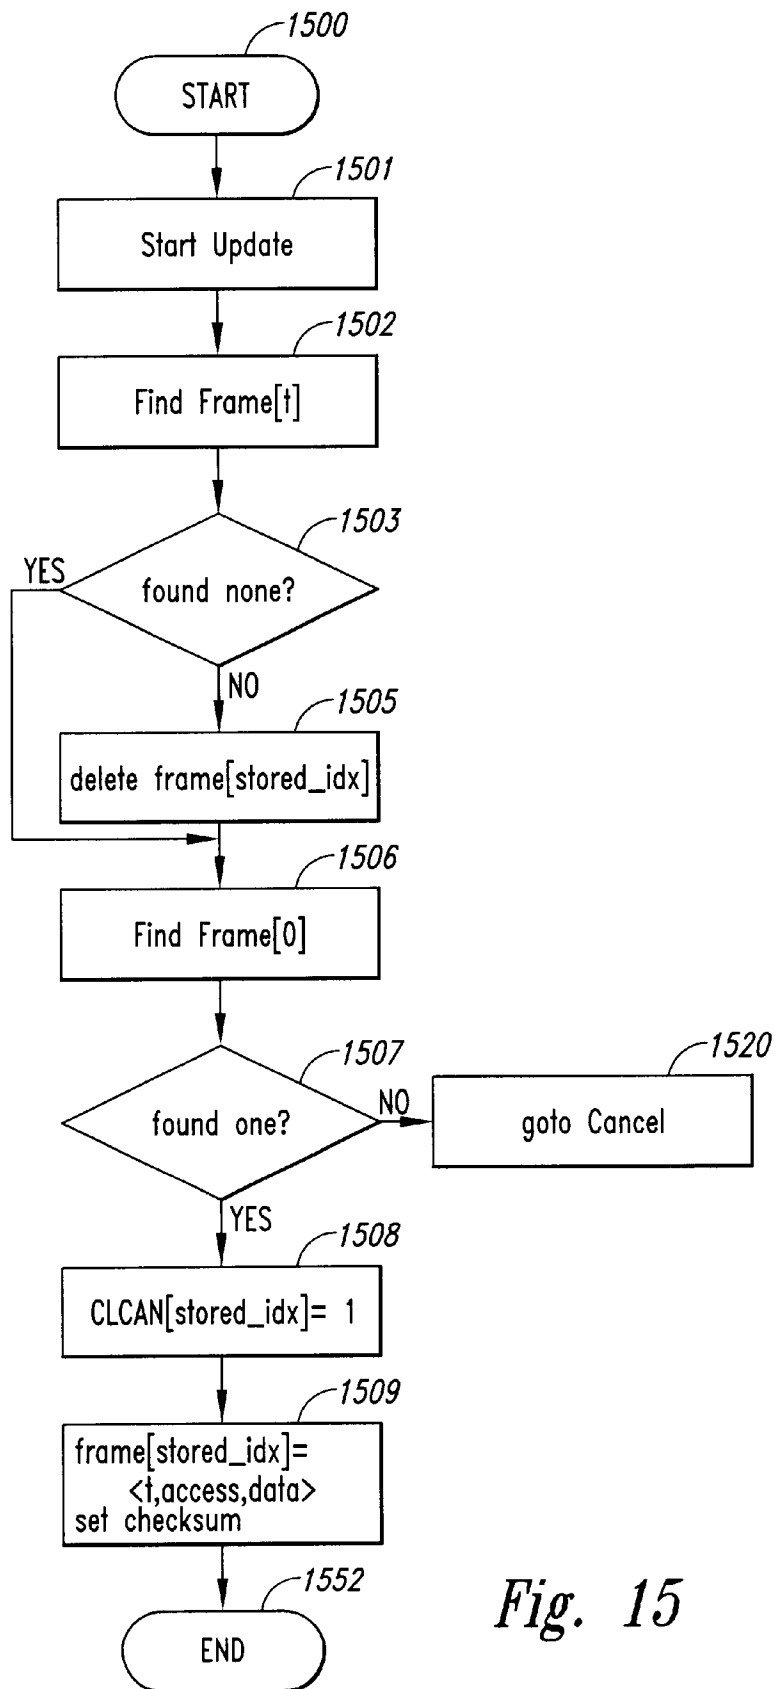 1500
START
1501
Start Update
1502
Find Frame[t]
1503
YES
found none?
NO
1505
delete frame[stored_idx]
1506
Find Frame[0]
1507
found one?
NO
1520
goto Cancel
YES
1508
CLCAN[stored_idx]= 1
1509
frame[stored_idx]=
<t,access,data>
set checksum
1552
END
Fig. 15